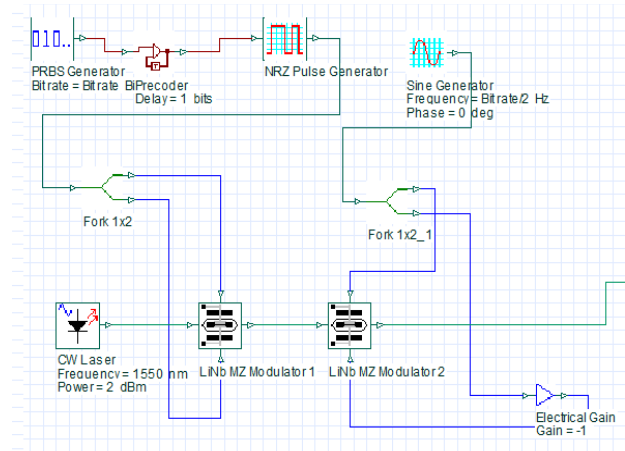 010..
PRBS Generator
Bitrate = Bitrate BiPrecoder
Delay = 1 bits
T
NRZ Pulse Generator
Sine Generator
Frequency = Bitrate/2 Hz
Phase = 0 deg
Fork 1x2
Fork 1x2_1
CW Laser
Frequency = 1550 nm
Power = 2 dBm
LiNb MZ Modulator 1
LiNb MZ Modulator 2
Electrical Gain
Gain = -1